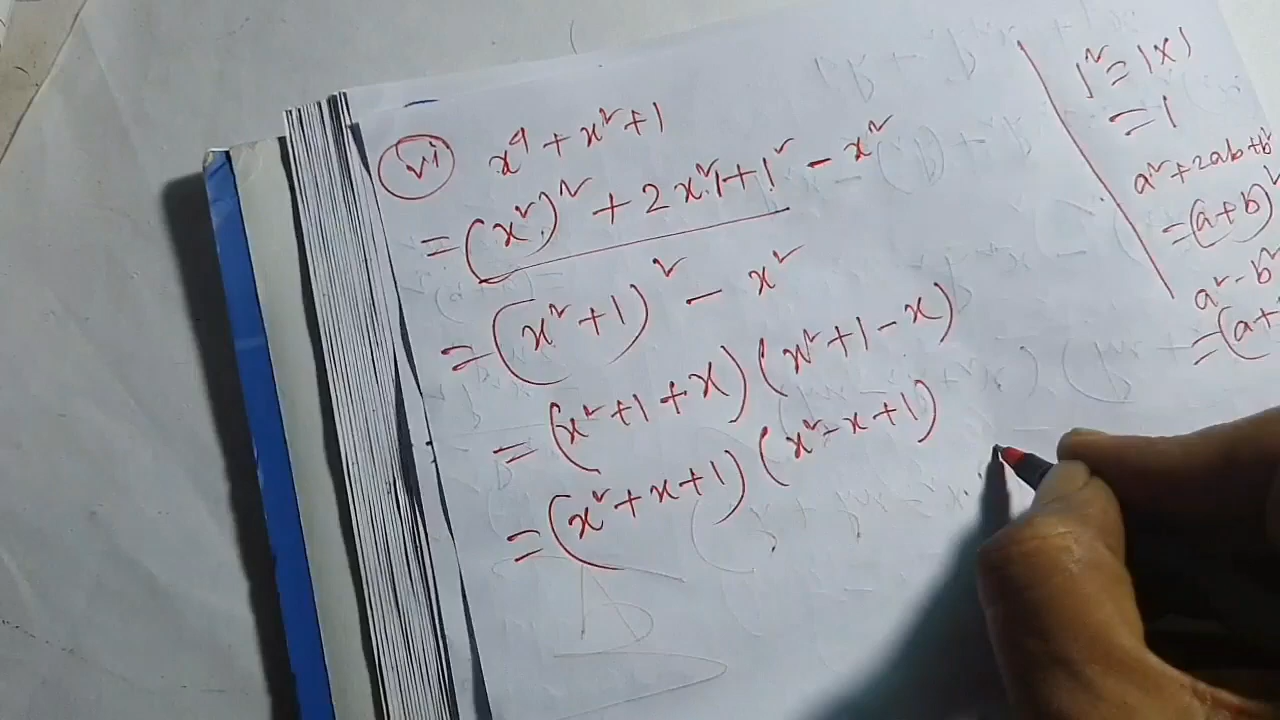 (vi) x⁴ + x² + 1
= (x²)² + 2x².1 + 1² - x²
= (x² + 1)² - x²
= (x² + 1 + x)(x² + 1 - x)
= (x² + x + 1)(x² - x + 1)
1² = 1×1
= 1
a² + 2ab + b²
= (a + b)²
a² - b²
= (a +